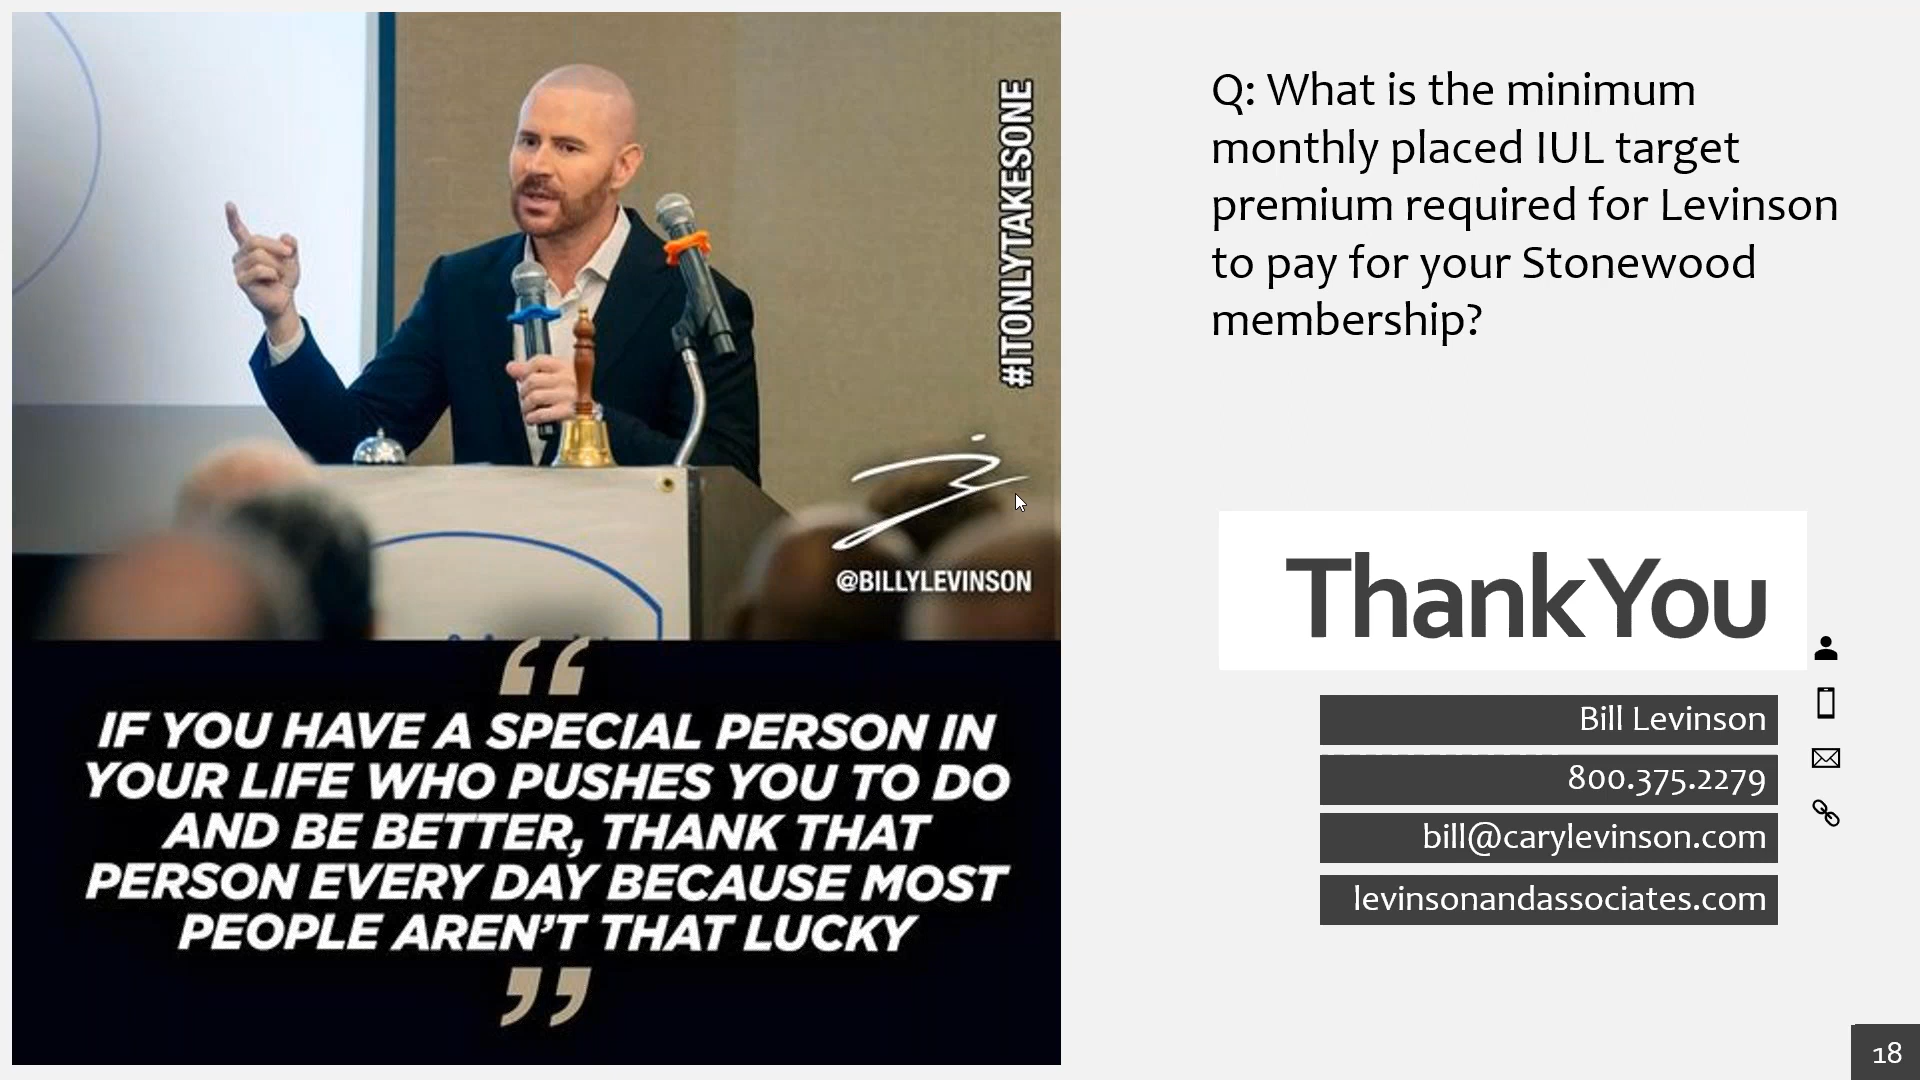 #ITONLYTAKESONE
@BILLYLEVINSON
“
IF YOU HAVE A SPECIAL PERSON IN
YOUR LIFE WHO PUSHES YOU TO DO
AND BE BETTER, THANK THAT
PERSON EVERY DAY BECAUSE MOST
PEOPLE AREN’T THAT LUCKY
”
Q: What is the minimum
monthly placed IUL target
premium required for Levinson
to pay for your Stonewood
membership?
Thank You
Bill Levinson
800.375.2279
bill@carylevinson.com
levinsonandassociates.com
18